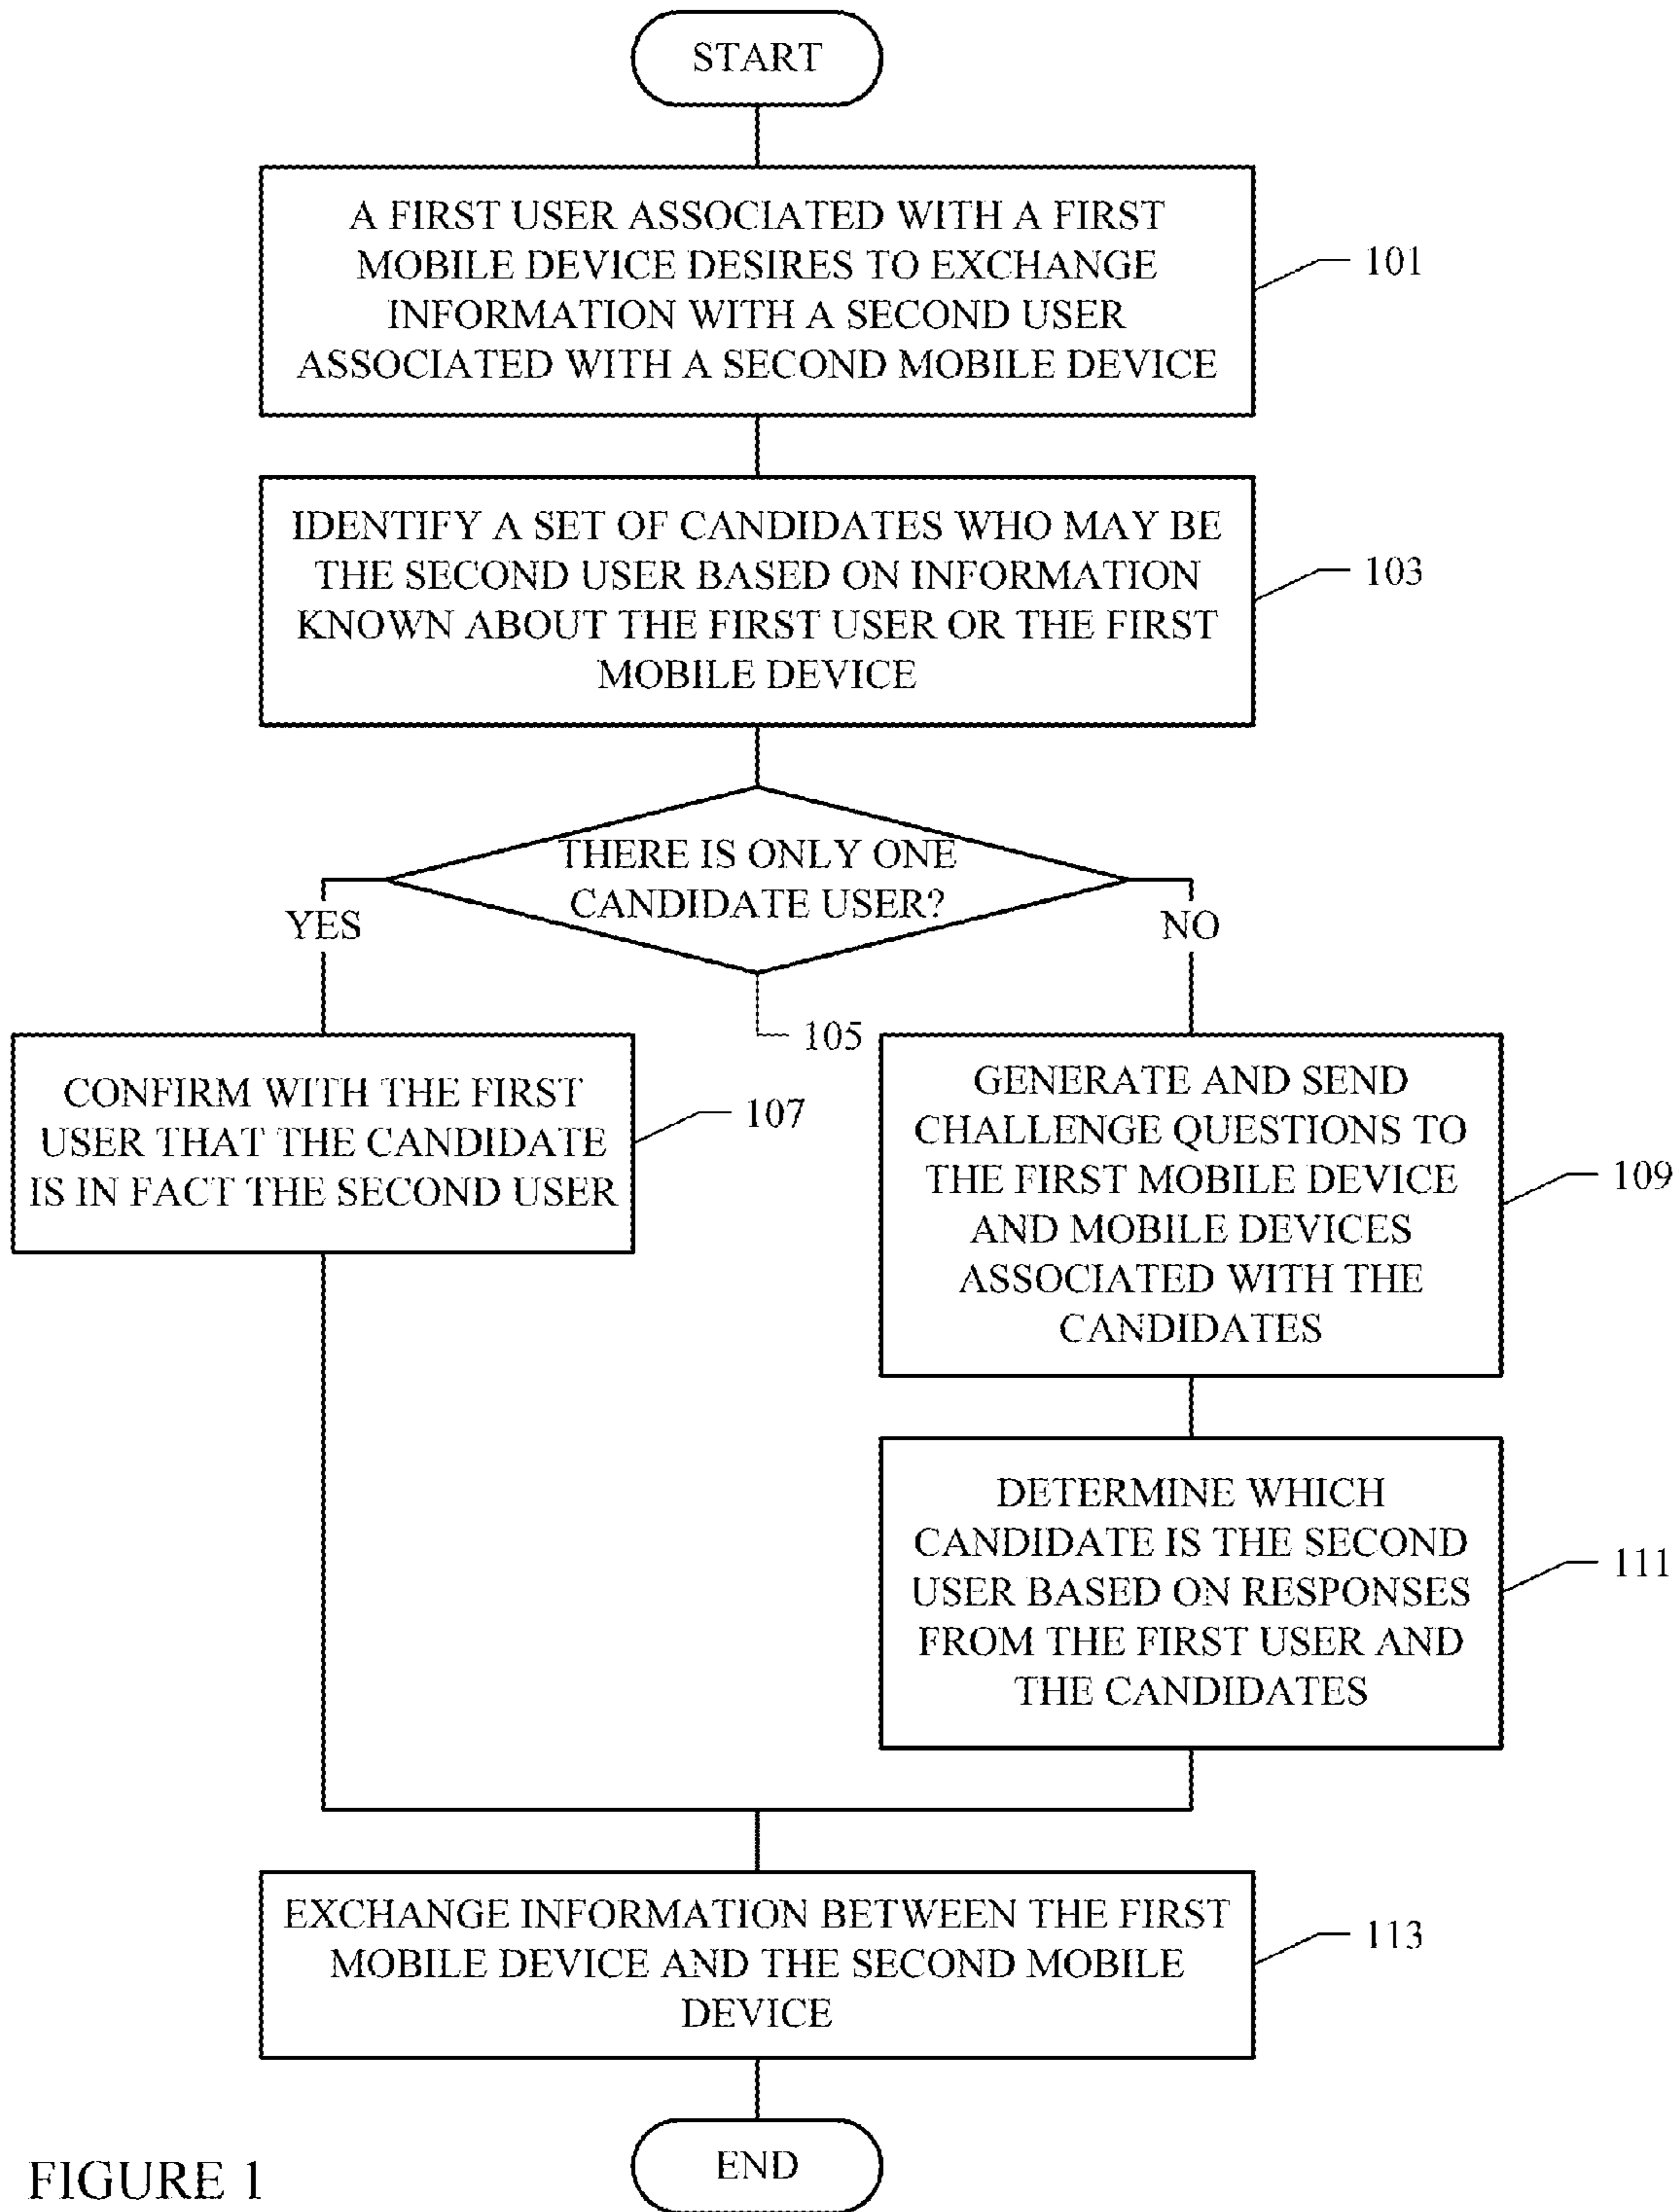 START
A FIRST USER ASSOCIATED WITH A FIRST
MOBILE DEVICE DESIRES TO EXCHANGE
INFORMATION WITH A SECOND USER
ASSOCIATED WITH A SECOND MOBILE DEVICE
101
IDENTIFY A SET OF CANDIDATES WHO MAY BE
THE SECOND USER BASED ON INFORMATION
KNOWN ABOUT THE FIRST USER OR THE FIRST
MOBILE DEVICE
103
THERE IS ONLY ONE
CANDIDATE USER?
YES
NO
105
CONFIRM WITH THE FIRST
USER THAT THE CANDIDATE
IS IN FACT THE SECOND USER
107
GENERATE AND SEND
CHALLENGE QUESTIONS TO
THE FIRST MOBILE DEVICE
AND MOBILE DEVICES
ASSOCIATED WITH THE
CANDIDATES
109
DETERMINE WHICH
CANDIDATE IS THE SECOND
USER BASED ON RESPONSES
FROM THE FIRST USER AND
THE CANDIDATES
111
EXCHANGE INFORMATION BETWEEN THE FIRST
MOBILE DEVICE AND THE SECOND MOBILE
DEVICE
113
END
FIGURE 1